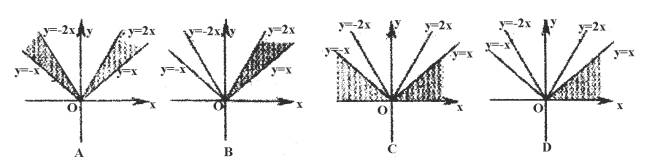 y=-2x y y=2x
y=-x y=x
O x
A
y=-2x y y=2x
y=-x y=x
O x
B
y=-2x y y=2x
y=-x y=x
O x
C
y=-2x y y=2x
y=-x y=x
O x
D